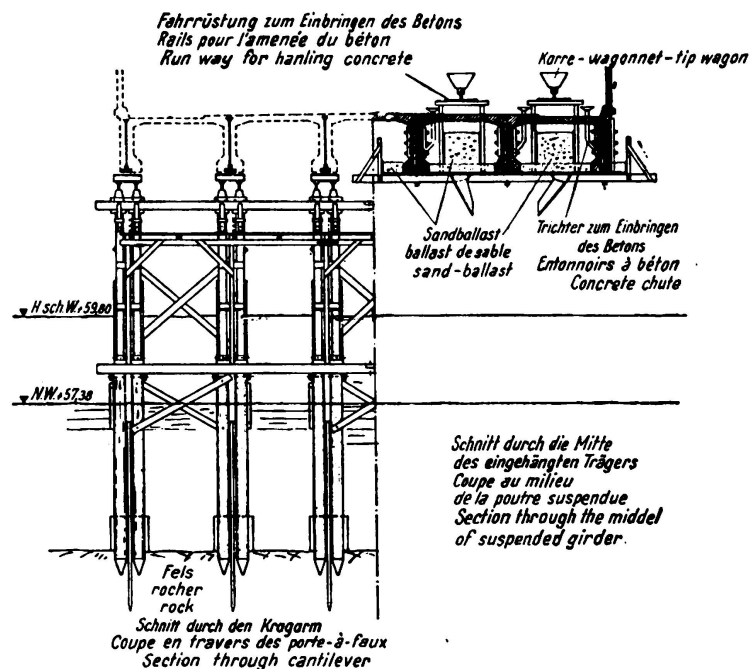 Fahrrüstung zum Einbringen des Betons
Rails pour l'amenée du béton
Run way for hanling concrete
Karre - wagonnet - tip wagon
Sandballast
ballast de sable
sand-ballast
Trichter zum Einbringen
des Betons
Entonnoirs à béton
Concrete chute
H.sch.W.+59,80
N.W.+57,38
Schnitt durch die Mitte
des eingehängten Trägers
Coupe au milieu
de la poutre suspendue
Section through the middel
of suspended girder.
Fels
rocher
rock
Schnitt durch den Kragarm
Coupe en travers des porte-à-faux
Section through cantilever